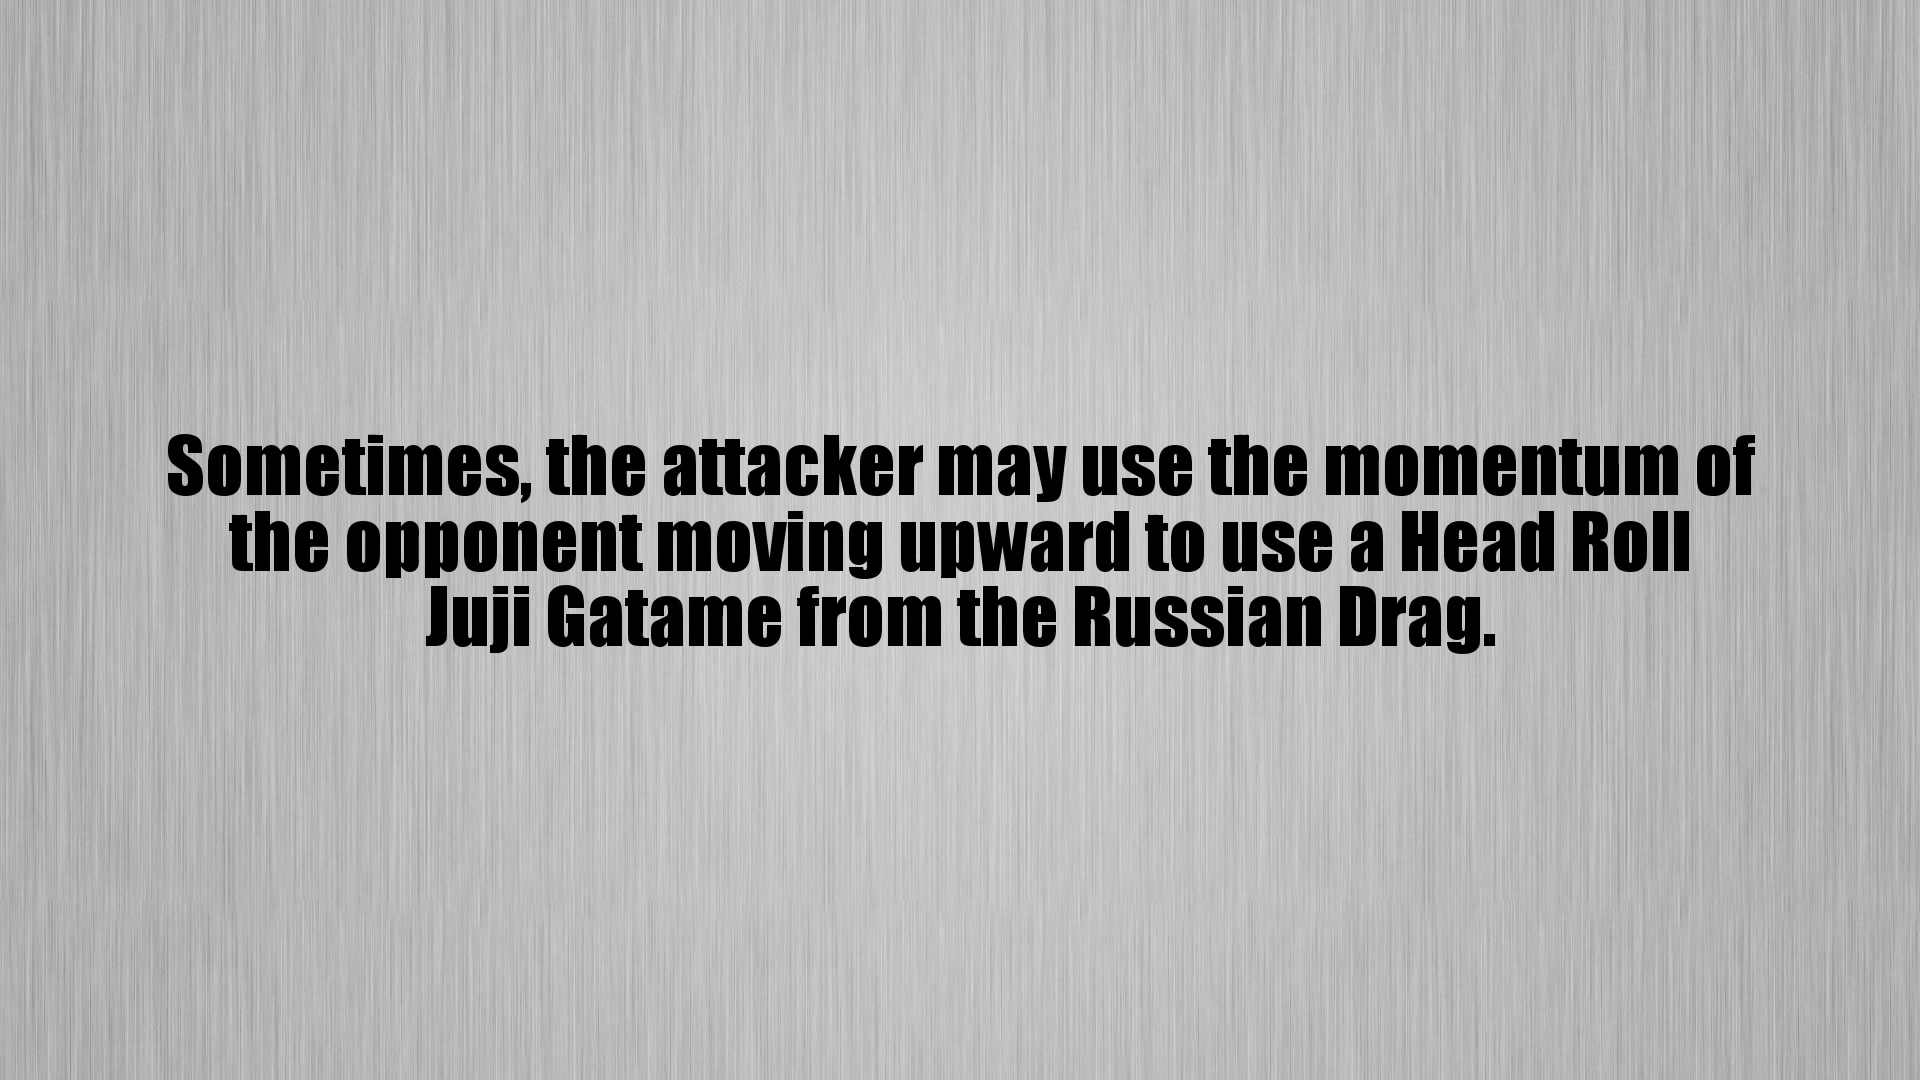 Sometimes, the attacker may use the momentum of
the opponent moving upward to use a Head Roll
Juji Gatame from the Russian Drag.